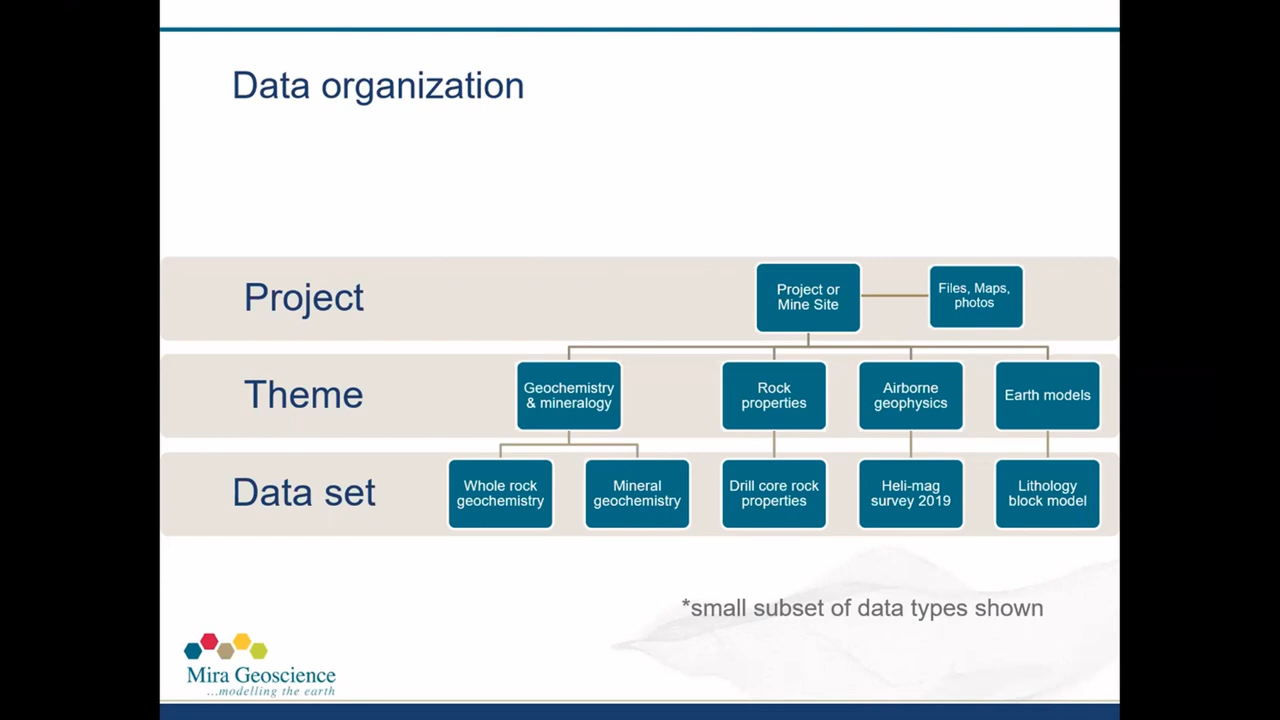 Data organization
Project
Project or
Mine Site
Files, Maps,
photos
Theme
Geochemistry
& mineralogy
Rock
properties
Airborne
geophysics
Earth models
Data set
Whole rock
geochemistry
Mineral
geochemistry
Drill core rock
properties
Heli-mag
survey 2019
Lithology
block model
*small subset of data types shown
Mira Geoscience
...modelling the earth